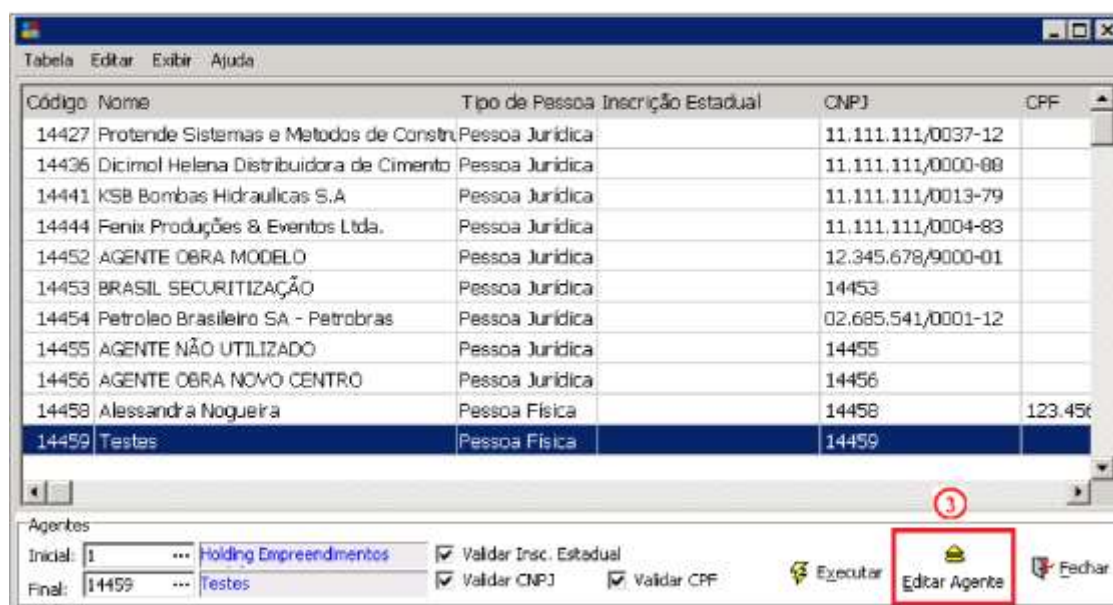 Tabela Editar Exibir Ajuda
Código Nome Tipo de Pessoa Inscrição Estadual CNPJ CPF
14427 Protende Sistemas e Metodos de Constru Pessoa Jurídica 11.111.111/0037-12
14436 Dicimol Helena Distribuidora de Cimento Pessoa Jurídica 11.111.111/0000-88
14441 KSB Bombas Hidraulicas S.A Pessoa Jurídica 11.111.111/0013-79
14444 Fenix Produções & Eventos Ltda. Pessoa Jurídica 11.111.111/0004-83
14452 AGENTE OBRA MODELO Pessoa Jurídica 12.345.678/9000-01
14453 BRASIL SECURITIZAÇÃO Pessoa Jurídica 14453
14454 Petroleo Brasileiro SA - Petrobras Pessoa Jurídica 02.685.541/0001-12
14455 AGENTE NÃO UTILIZADO Pessoa Jurídica 14455
14456 AGENTE OBRA NOVO CENTRO Pessoa Jurídica 14456
14458 Alessandra Nogueira Pessoa Física 14458 123.456
14459 Testes Pessoa Física 14459
3
Agentes
Inicial: 1 ... Holding Empreendimentos Validar Insc. Estadual
Final: 14459 ... Testes Validar CNPJ Validar CPF Executar Editar Agente Fechar